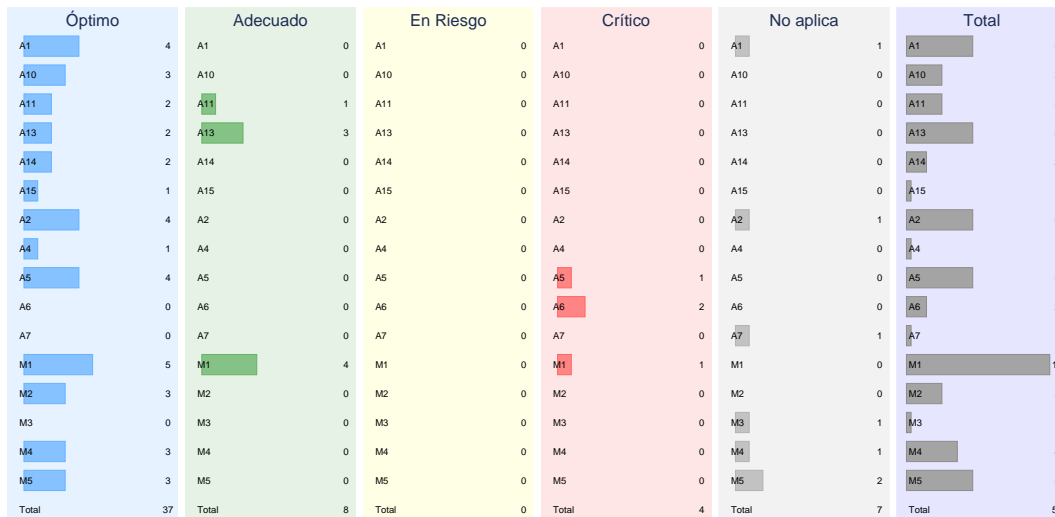 Óptimo Adecuado En Riesgo Crítico No aplica Total
A1 4 A1 0 A1 0 A1 0 A1 1 A1
A10 3 A10 0 A10 0 A10 0 A10 0 A10
A11 2 A11 1 A11 0 A11 0 A11 0 A11
A13 2 A13 3 A13 0 A13 0 A13 0 A13
A14 2 A14 0 A14 0 A14 0 A14 0 A14
A15 1 A15 0 A15 0 A15 0 A15 0 A15
A2 4 A2 0 A2 0 A2 0 A2 1 A2
A4 1 A4 0 A4 0 A4 0 A4 0 A4
A5 4 A5 0 A5 0 A5 1 A5 0 A5
A6 0 A6 0 A6 0 A6 2 A6 0 A6
A7 0 A7 0 A7 0 A7 0 A7 1 A7
M1 5 M1 4 M1 0 M1 1 M1 0 M1
M2 3 M2 0 M2 0 M2 0 M2 0 M2
M3 0 M3 0 M3 0 M3 0 M3 1 M3
M4 3 M4 0 M4 0 M4 0 M4 1 M4
M5 3 M5 0 M5 0 M5 0 M5 2 M5
Total 37 Total 8 Total 0 Total 4 Total 7 Total